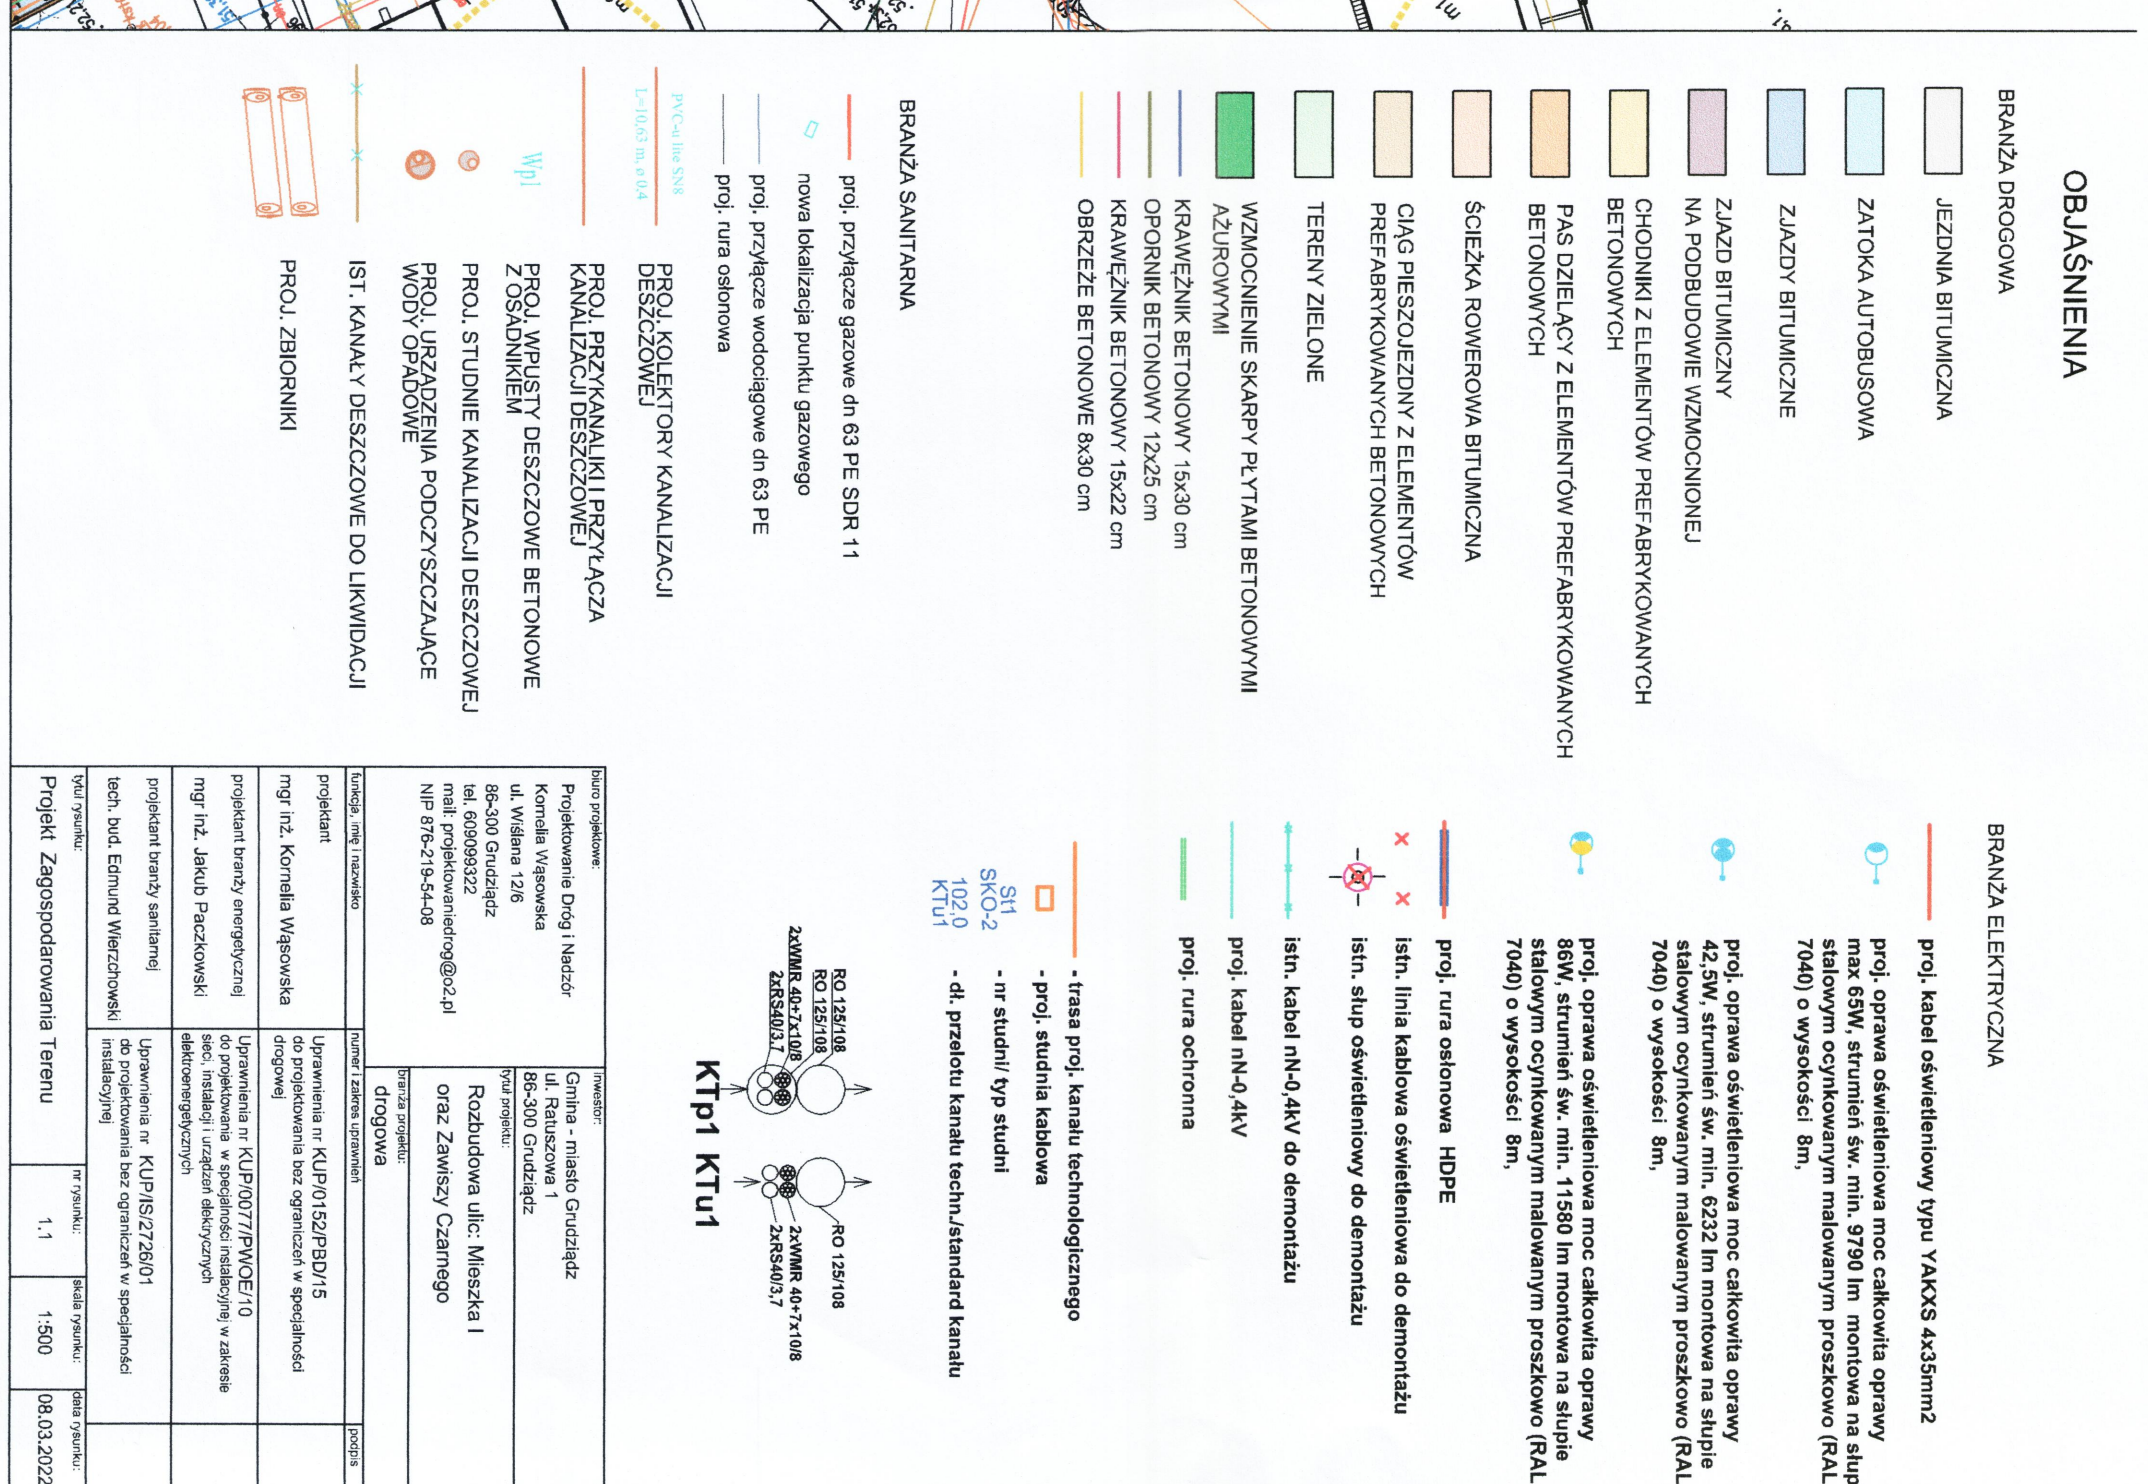 OBJAŚNIENIA
BRANŻA DROGOWA
JEZDNIA BITUMICZNA
ZATOKA AUTOBUSOWA
ZJAZDY BITUMICZNE
ZJAZD BITUMICZNY
NA PODBUDOWIE WZMOCNIONEJ
CHODNIKI Z ELEMENTÓW PREFABRYKOWANYCH
BETONOWYCH
PAS DZIELĄCY Z ELEMENTÓW PREFABRYKOWANYCH
BETONOWYCH
ŚCIEŻKA ROWEROWA BITUMICZNA
CIĄG PIESZOJEZDNY Z ELEMENTÓW
PREFABRYKOWANYCH BETONOWYCH
TERENY ZIELONE
WZMOCNIENIE SKARPY PŁYTAMI BETONOWYMI
AŻUROWYMI
KRAWĘŻNIK BETONOWY 15x30 cm
OPORNIK BETONOWY 12x25 cm
KRAWĘŻNIK BETONOWY 15x22 cm
OBRZEŻE BETONOWE 8x30 cm
BRANŻA SANITARNA
proj. przyłącze gazowe dn 63 PE SDR 11
nowa lokalizacja punktu gazowego
proj. przyłącze wodociągowe dn 63 PE
proj. rura osłonowa
PVC-u lite SN8
L=10,63 m, ø 0,4
PROJ. KOLEKTORY KANALIZACJI
DESZCZOWEJ
PROJ. PRZYKANALIKI I PRZYŁĄCZA
KANALIZACJI DESZCZOWEJ
Wp1
PROJ. WPUSTY DESZCZOWE BETONOWE
Z OSADNIKIEM
PROJ. STUDNIE KANALIZACJI DESZCZOWEJ
PROJ. URZĄDZENIA PODCZYSZCZAJĄCE
WODY OPADOWE
IST. KANAŁY DESZCZOWE DO LIKWIDACJI
PROJ. ZBIORNIKI
BRANŻA ELEKTRYCZNA
proj. kabel oświetleniowy typu YAKXS 4x35mm2
proj. oprawa oświetleniowa moc całkowita oprawy
max 65W, strumień św. min. 9790 lm montowa na słup
stalowym ocynkowanym malowanym proszkowo (RAL
7040) o wysokości 8m,
proj. oprawa oświetleniowa moc całkowita oprawy
42,5W, strumień św. min. 6232 lm montowa na słupie
stalowym ocynkowanym malowanym proszkowo (RAL
7040) o wysokości 8m,
proj. oprawa oświetleniowa moc całkowita oprawy
86W, strumień św. min. 11580 lm montowa na słupie
stalowym ocynkowanym malowanym proszkowo (RAL
7040) o wysokości 8m,
proj. rura osłonowa HDPE
istn. linia kablowa oświetleniowa do demontażu
istn. słup oświetleniowy do demontażu
istn. kabel nN-0,4kV do demontażu
proj. kabel nN-0,4kV
proj. rura ochronna
- trasa proj. kanału technologicznego
- proj. studnia kablowa
St1
SKO-2
- nr studni/ typ studni
102,0
KTu1
- dł. przelotu kanału techn./standard kanału
RO 125/108
RO 125/108
2xWMR 40+7x10/8
2xRS40/3,7
RO 125/108
2xWMR 40+7x10/8
2xRS40/3,7
KTp1 KTu1
biuro projektowe:
Projektowanie Dróg i Nadzór
Kornelia Wąsowska
ul. Wiślana 12/6
86-300 Grudziądz
tel. 609099322
mail: projektowaniedrog@o2.pl
NIP 876-219-54-08
inwestor:
Gmina - miasto Grudziądz
ul. Ratuszowa 1
86-300 Grudziądz
tytuł projektu:
Rozbudowa ulic: Mieszka I
oraz Zawiszy Czarnego
branża projektu:
drogowa
funkcja, imię i nazwisko
numer i zakres uprawnień
podpis
projektant
mgr inż. Kornelia Wąsowska
Uprawnienia nr KUP/0152/PBD/15
do projektowania bez ograniczeń w specjalności
drogowej
projektant branży energetycznej
mgr inż. Jakub Paczkowski
Uprawnienia nr KUP/0077/PWOE/10
do projektowania w specjalności instalacyjnej w zakresie
sieci, instalacji i urządzeń elektrycznych
elektroenergetycznych
projektant branży sanitarnej
tech. bud. Edmund Wierzchowski
Uprawnienia nr KUP/IS/2726/01
do projektowania bez ograniczeń w specjalności
instalacyjnej
tytuł rysunku:
Projekt Zagospodarowania Terenu
nr rysunku:
1.1
skala rysunku:
1:500
data rysunku:
08.03.2022